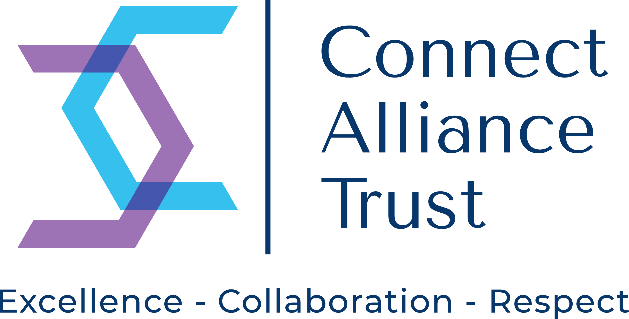 Connect
Alliance
Trust
Excellence - Collaboration - Respect